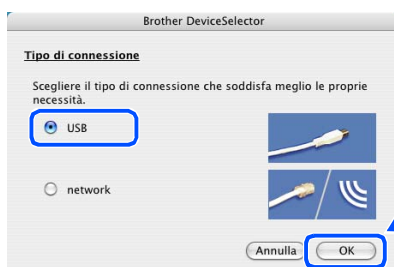 Brother DeviceSelector
Tipo di connessione
Scegliere il tipo di connessione che soddisfa meglio le proprie
necessità.
USB
network
Annulla OK